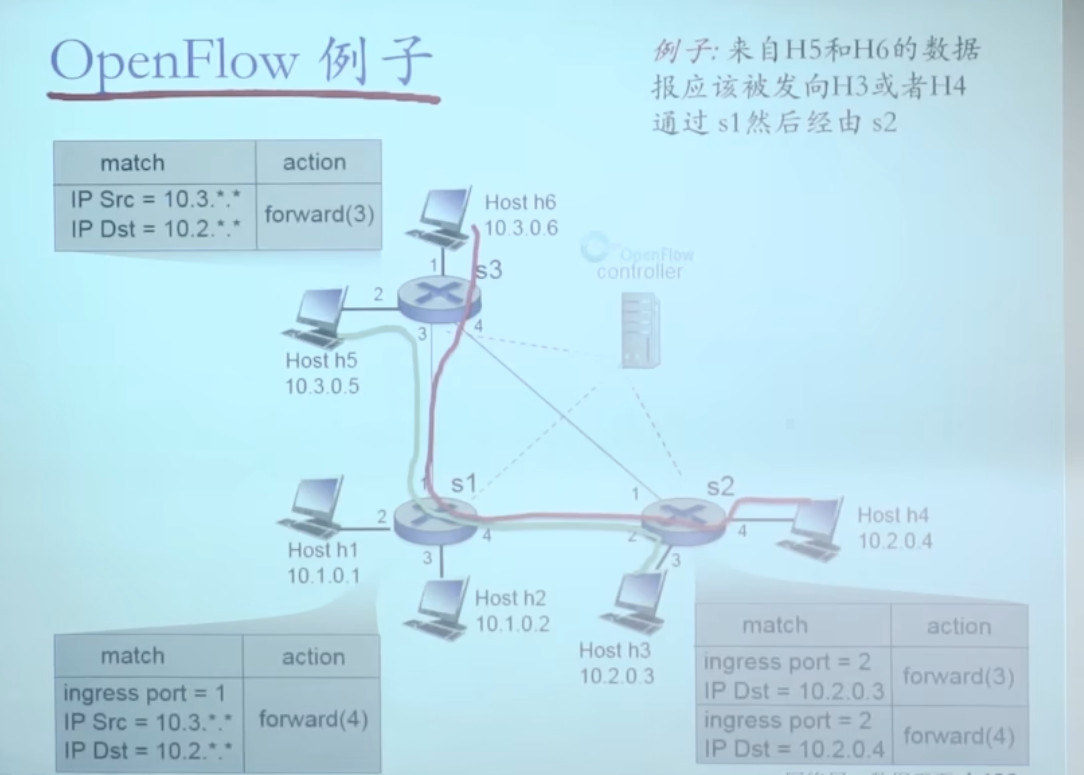 OpenFlow 例子
例子: 来自H5和H6的数据
报应该被发向H3或者H4
通过 s1然后经由 s2
match action
IP Src = 10.3.*.*
IP Dst = 10.2.*.*
forward(3)
Host h6
10.3.0.6
OpenFlow
controller
1
s3
2
3
4
Host h5
10.3.0.5
1
s1
2
4
3
Host h1
10.1.0.1
Host h2
10.1.0.2
1
s2
2
4
3
Host h4
10.2.0.4
Host h3
10.2.0.3
match action
ingress port = 1
IP Src = 10.3.*.*
IP Dst = 10.2.*.*
forward(4)
match action
ingress port = 2
IP Dst = 10.2.0.3
forward(3)
ingress port = 2
IP Dst = 10.2.0.4
forward(4)